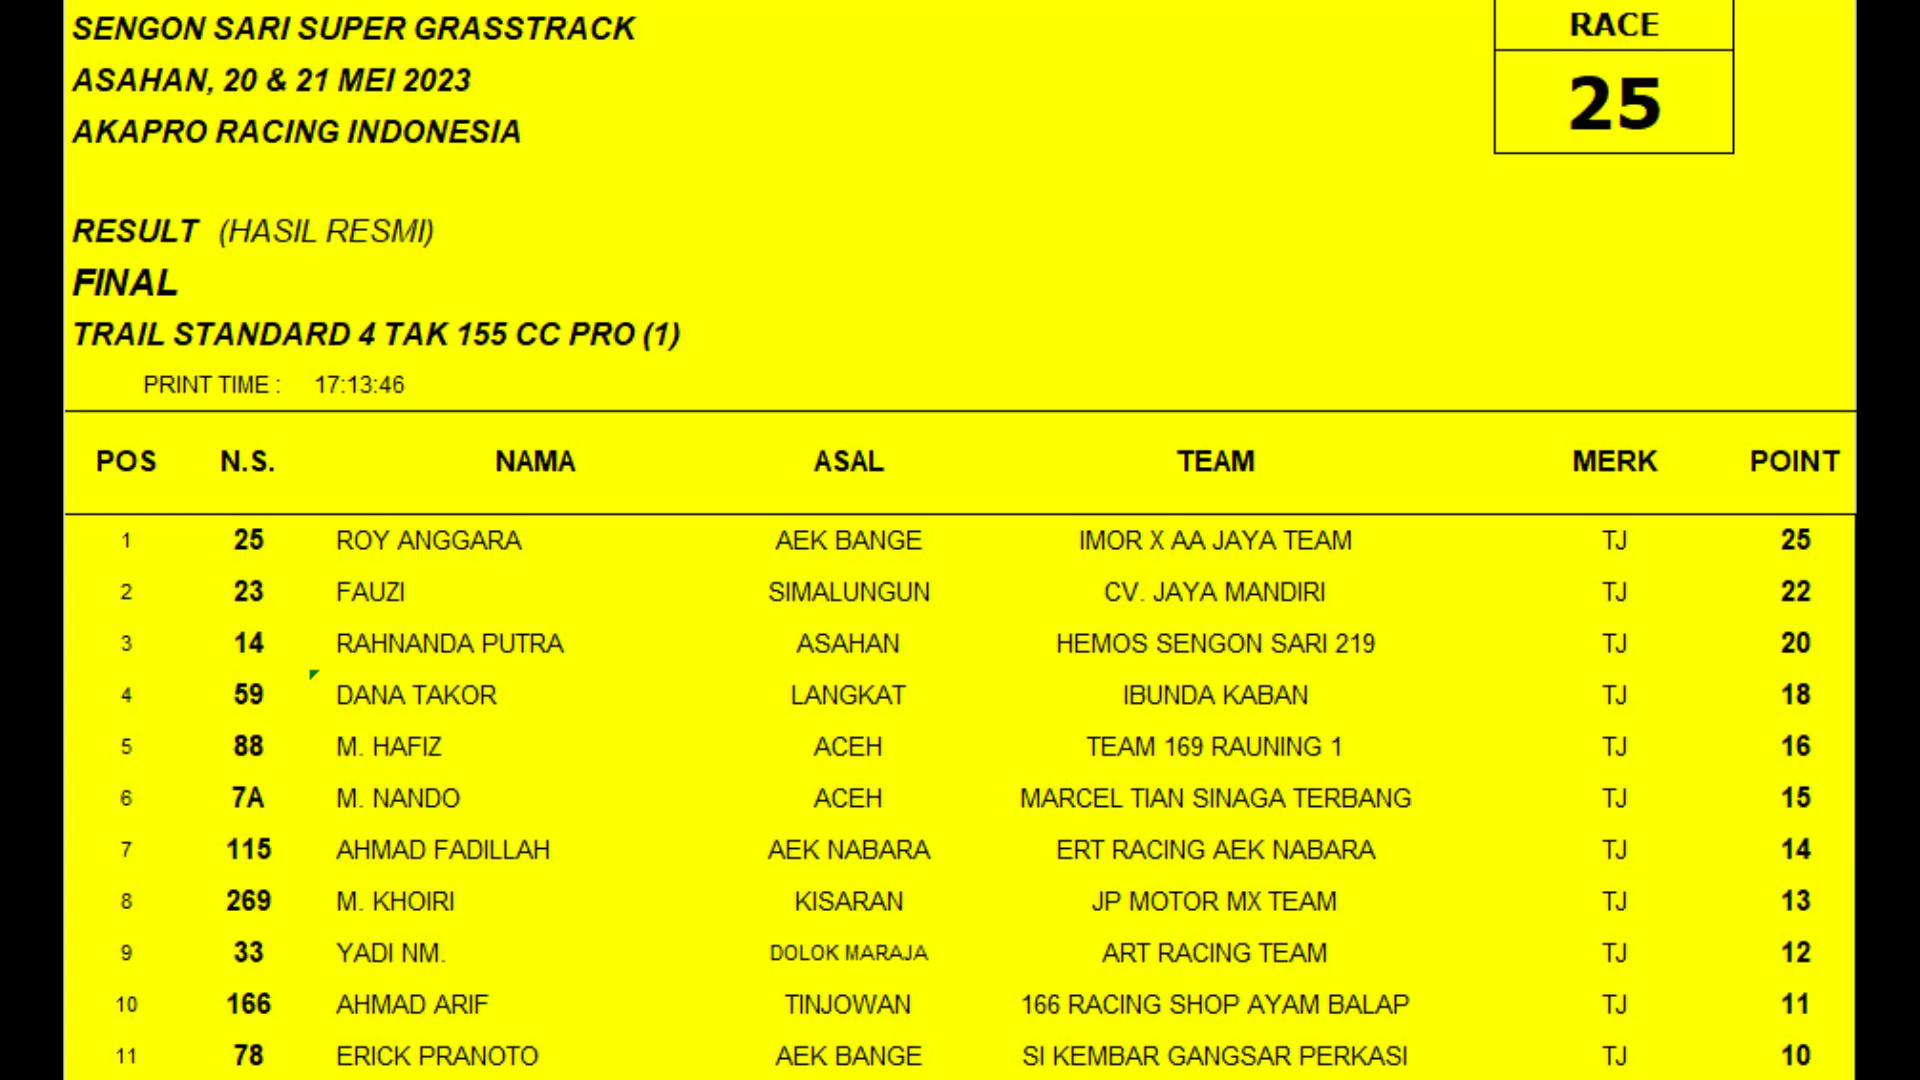 SENGON SARI SUPER GRASSTRACK
RACE
ASAHAN, 20 & 21 MEI 2023
25
AKAPRO RACING INDONESIA
RESULT (HASIL RESMI)
FINAL
TRAIL STANDARD 4 TAK 155 CC PRO (1)
PRINT TIME : 17:13:46
POS N.S. NAMA ASAL TEAM MERK POINT
1 25 ROY ANGGARA AEK BANGE IMOR X AA JAYA TEAM TJ 25
2 23 FAUZI SIMALUNGUN CV. JAYA MANDIRI TJ 22
3 14 RAHNANDA PUTRA ASAHAN HEMOS SENGON SARI 219 TJ 20
4 59 DANA TAKOR LANGKAT IBUNDA KABAN TJ 18
5 88 M. HAFIZ ACEH TEAM 169 RAUNING 1 TJ 16
6 7A M. NANDO ACEH MARCEL TIAN SINAGA TERBANG TJ 15
7 115 AHMAD FADILLAH AEK NABARA ERT RACING AEK NABARA TJ 14
8 269 M. KHOIRI KISARAN JP MOTOR MX TEAM TJ 13
9 33 YADI NM. DOLOK MARAJA ART RACING TEAM TJ 12
10 166 AHMAD ARIF TINJOWAN 166 RACING SHOP AYAM BALAP TJ 11
11 78 ERICK PRANOTO AEK BANGE SI KEMBAR GANGSAR PERKASI TJ 10